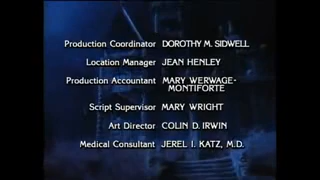 Production Coordinator DOROTHY M. SIDWELL
Location Manager JEAN HENLEY
Production Accountant MARY WERWAGE-
MONTIFORTE
Script Supervisor MARY WRIGHT
Art Director COLIN D. IRWIN
Medical Consultant JEREL I. KATZ, M.D.